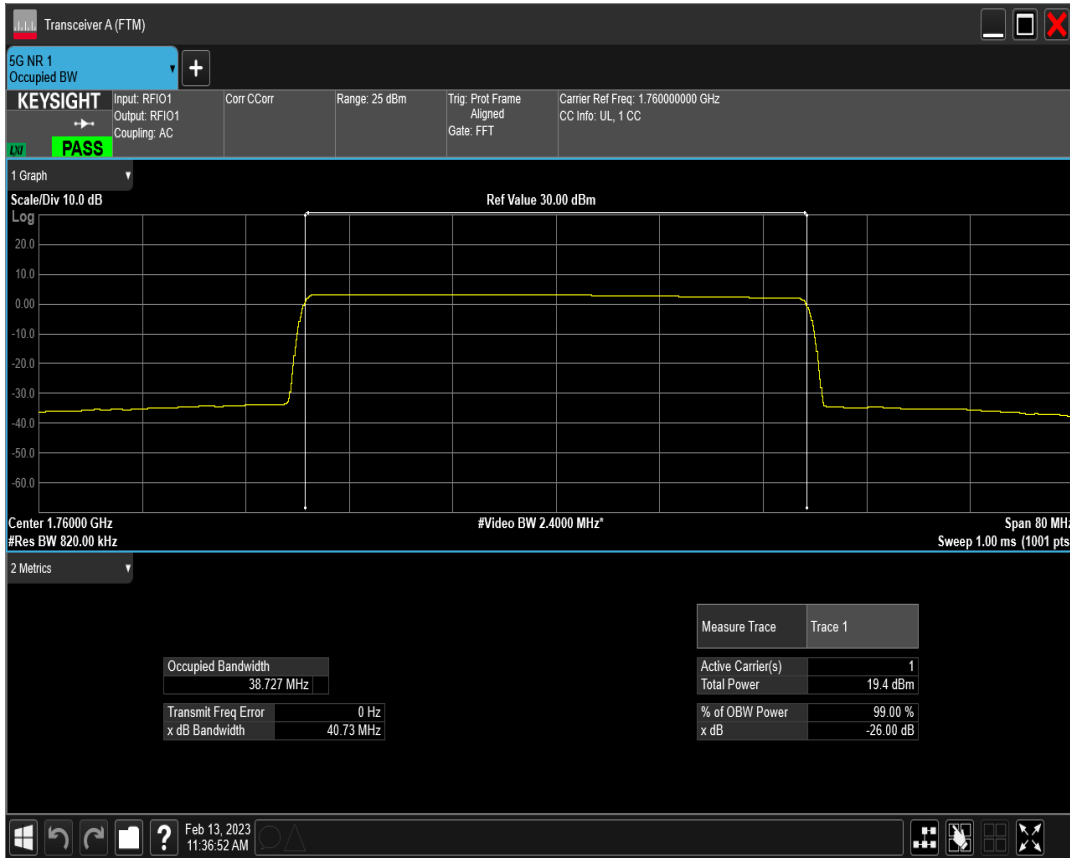 Transceiver A (FTM)
5G NR 1
Occupied BW
+
KEYSIGHT
LXI
PASS
Input: RFIO1
Output: RFIO1
Coupling: AC
Corr CCorr
Range: 25 dBm
Trig: Prot Frame
Aligned
Gate: FFT
Carrier Ref Freq: 1.760000000 GHz
CC Info: UL, 1 CC
1 Graph
Scale/Div 10.0 dB
Ref Value 30.00 dBm
Log
20.0
10.0
0.00
-10.0
-20.0
-30.0
-40.0
-50.0
-60.0
Center 1.76000 GHz
#Video BW 2.4000 MHz*
Span 80 MHz
#Res BW 820.00 kHz
Sweep 1.00 ms (1001 pts
2 Metrics
Measure Trace Trace 1
Occupied Bandwidth
38.727 MHz
Active Carrier(s) 1
Total Power 19.4 dBm
Transmit Freq Error 0 Hz
x dB Bandwidth 40.73 MHz
% of OBW Power 99.00 %
x dB -26.00 dB
?
Feb 13, 2023
11:36:52 AM